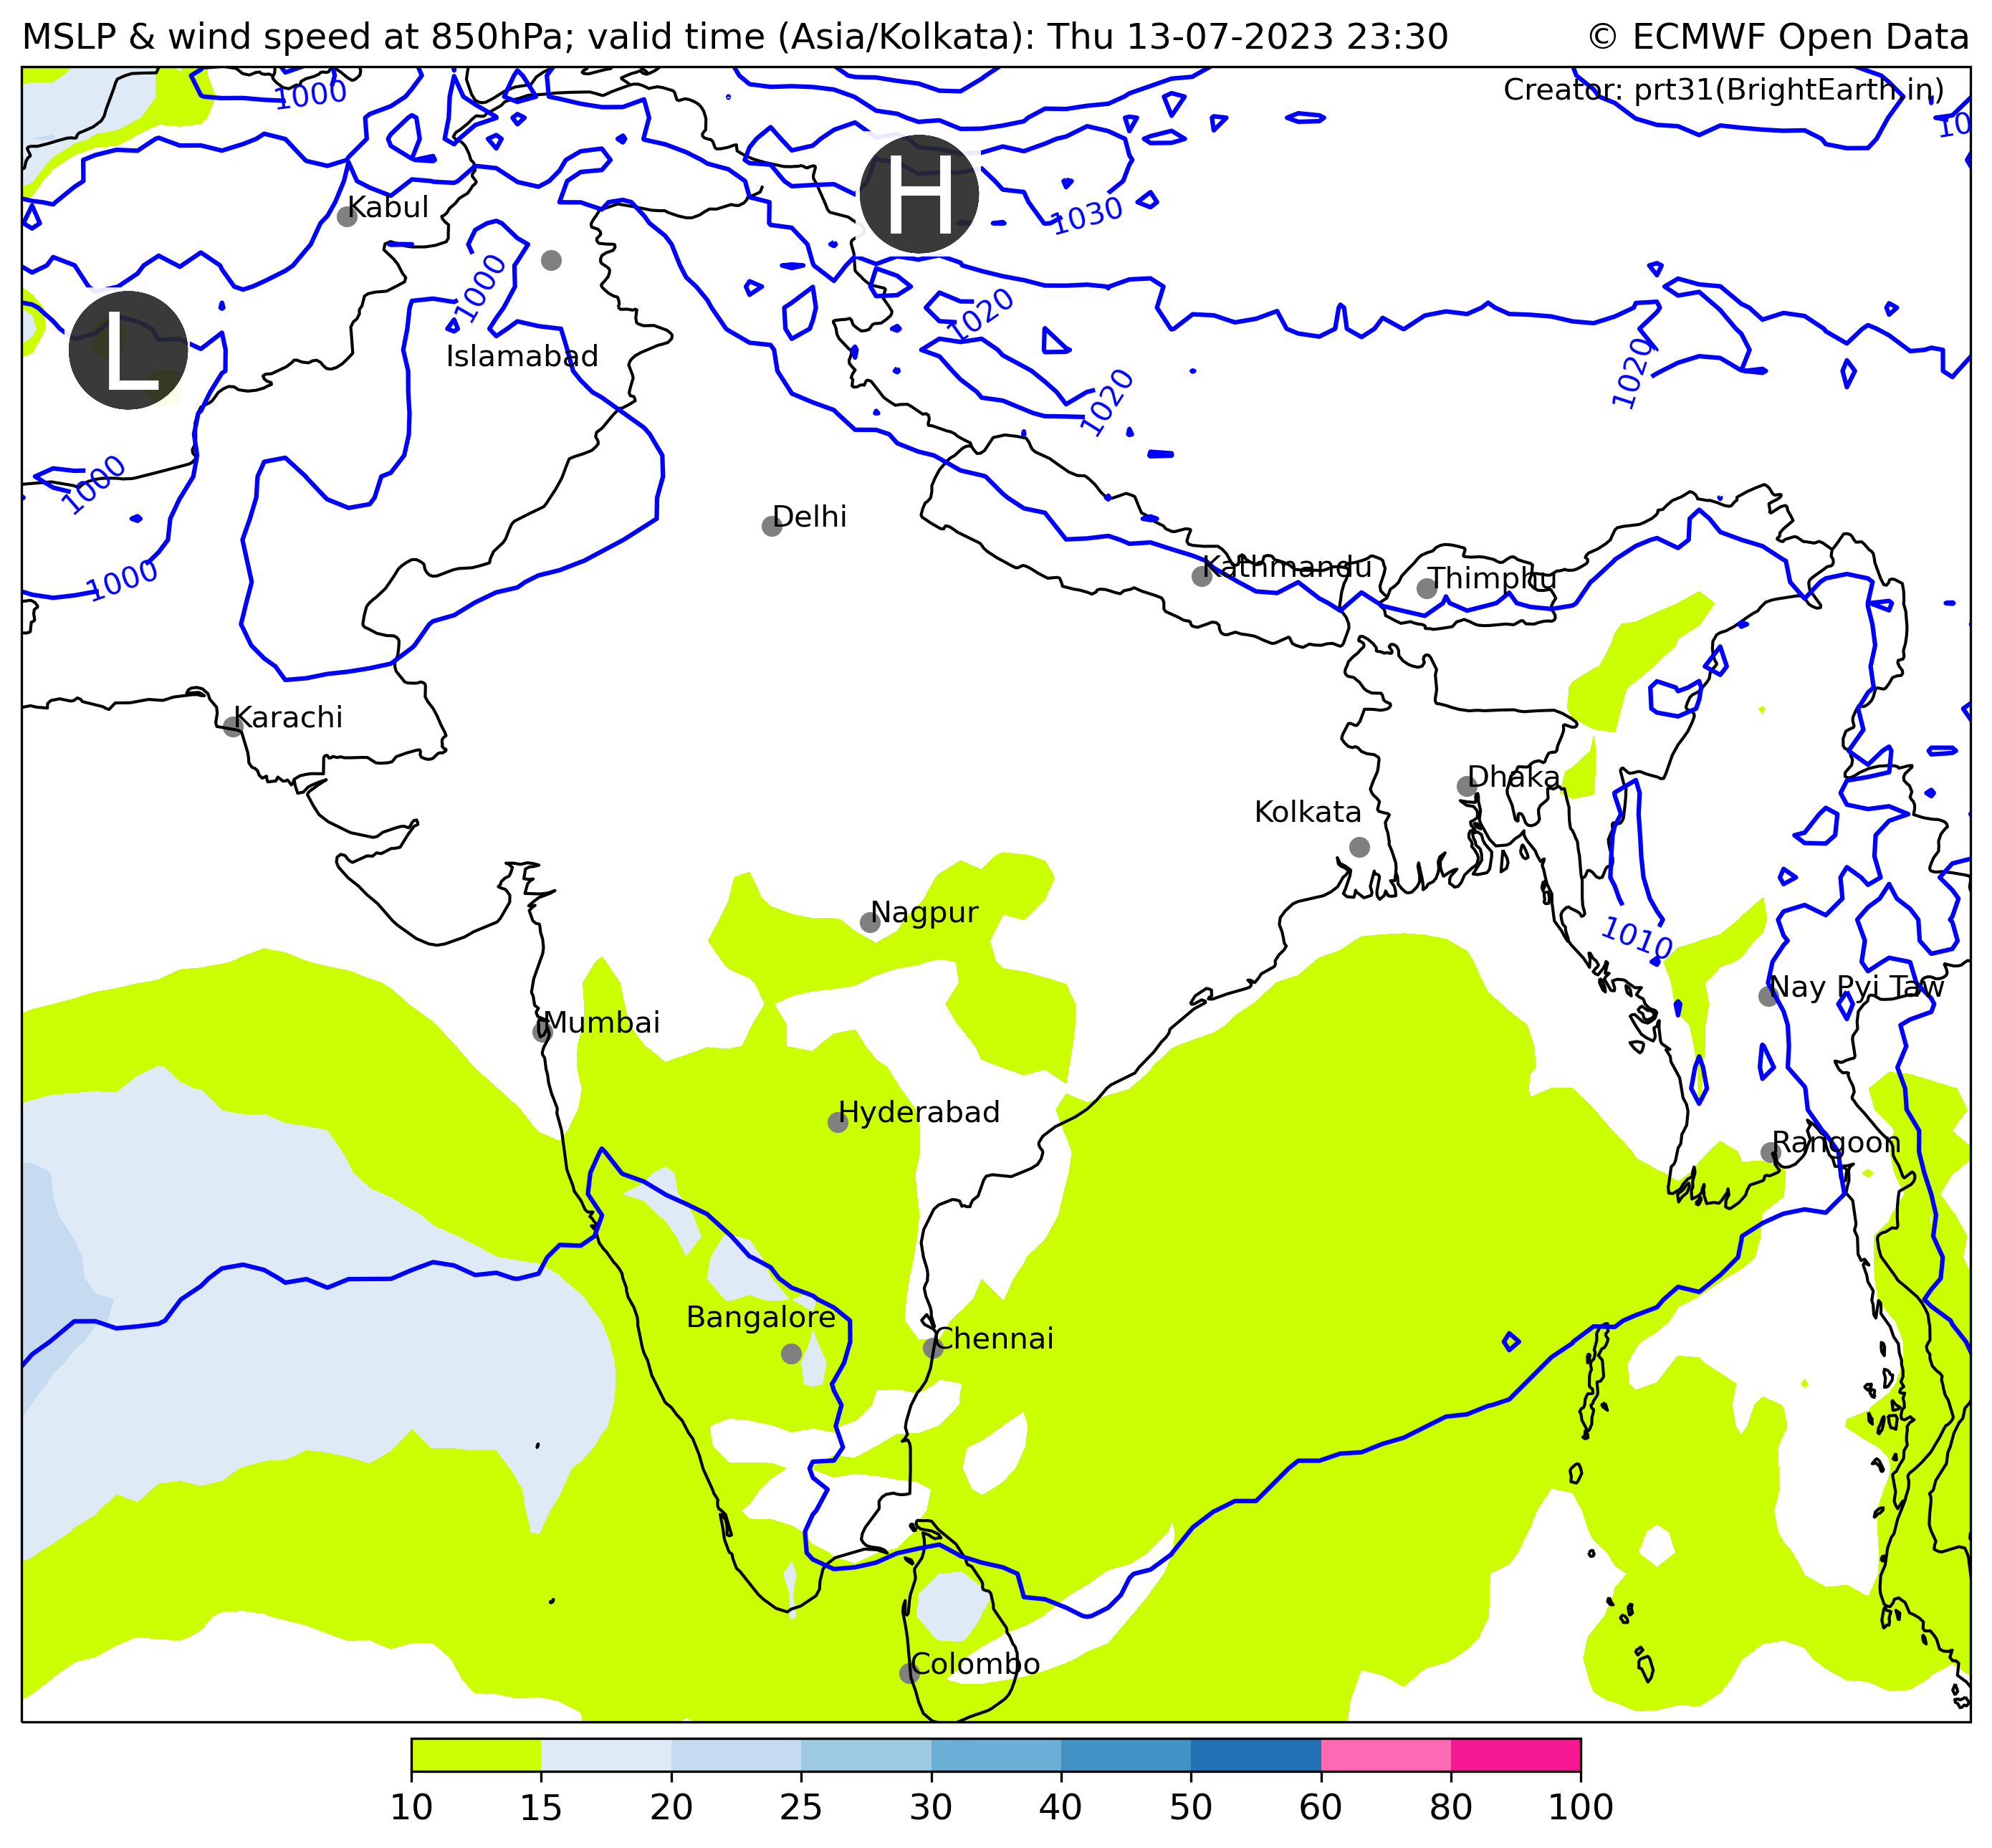 MSLP & wind speed at 850hPa; valid time (Asia/Kolkata): Thu 13-07-2023 23:30 © ECMWF Open Data
Creator: prt31(BrightEarth.in)
1000
10
H
Kabul
1030
1000
1020
L
Islamabad
1020
1020
1000
Delhi
1000
Kathmandu
Thimphu
Karachi
Dhaka
Kolkata
Nagpur
1010
Nay Pyi Taw
Mumbai
Hyderabad
Rangoon
Bangalore
Chennai
Colombo
10 15 20 25 30 40 50 60 80 100